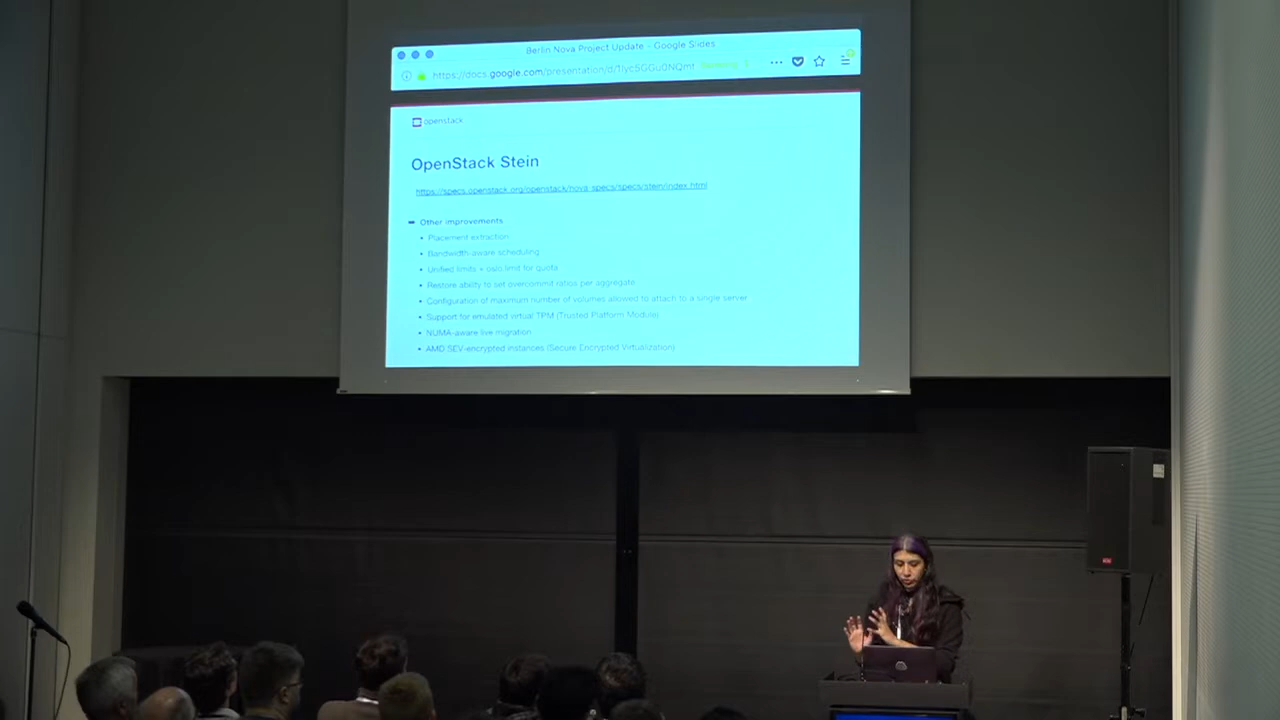 Berlin Nova Project Update - Google Slides
https://docs.google.com/presentation/d/1Iyc5GGu0NQmt
openstack
OpenStack Stein
https://specs.openstack.org/openstack/nova-specs/specs/stein/index.html
➥ Other improvements
• Placement extraction
• Bandwidth-aware scheduling
• Unified limits + oslo.limit for quota
• Restore ability to set overcommit ratios per aggregate
• Configuration of maximum number of volumes allowed to attach to a single server
• Support for emulated virtual TPM (Trusted Platform Module)
• NUMA-aware live migration
• AMD SEV-encrypted instances (Secure Encrypted Virtualization)